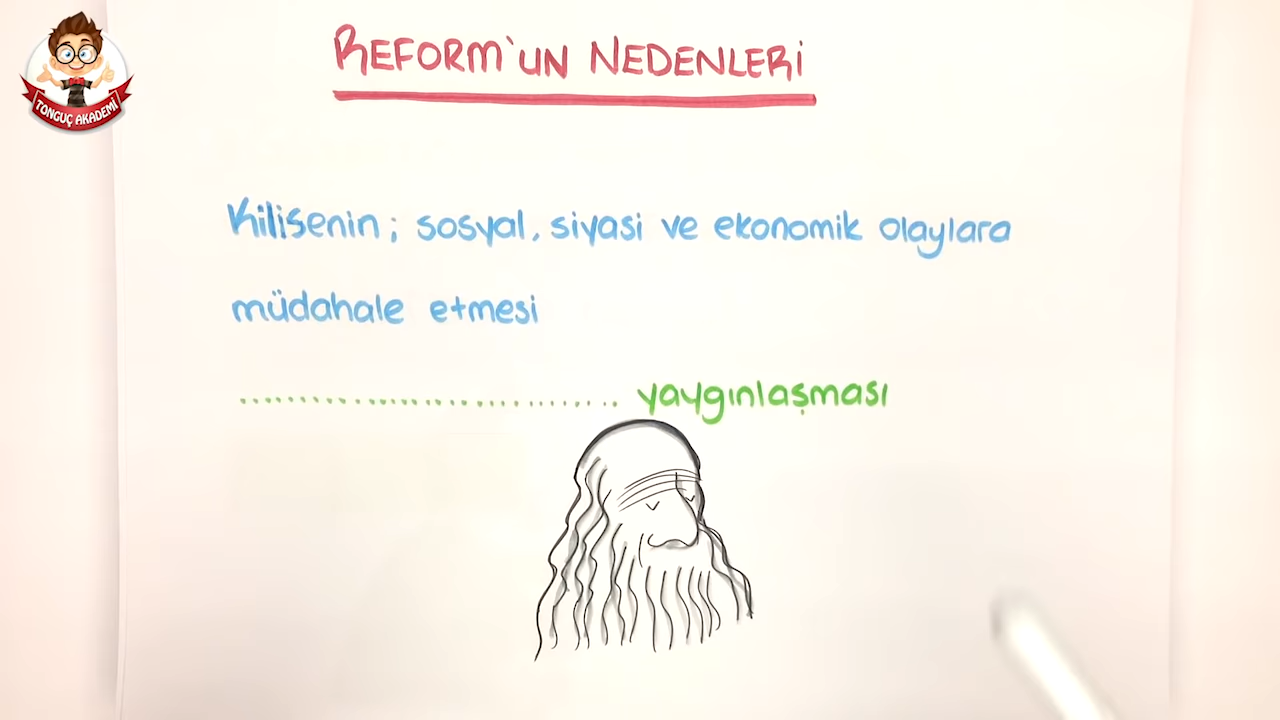 TONGUÇ AKADEMİ
REFORM'UN NEDENLERİ
Kilisenin; sosyal, siyasi ve ekonomik olaylara
müdahale etmesi
................................ yaygınlaşması